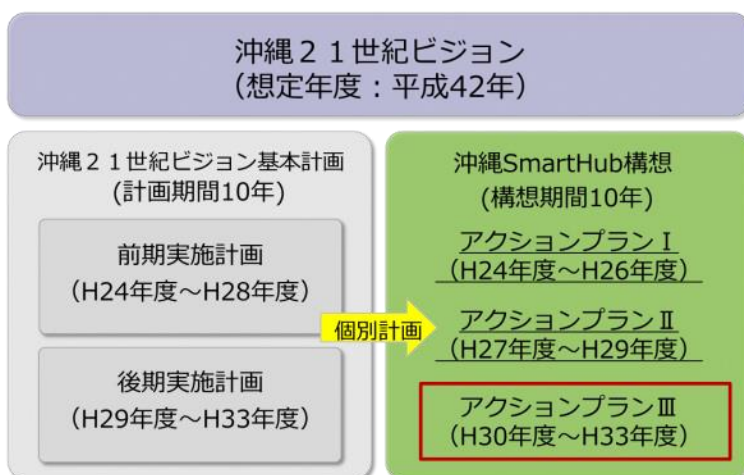 沖縄２１世紀ビジョン
（想定年度：平成42年）
沖縄２１世紀ビジョン基本計画
(計画期間10年)
前期実施計画
（H24年度～H28年度）
後期実施計画
（H29年度～H33年度）
個別計画
沖縄SmartHub構想
(構想期間10年)
アクションプランⅠ
（H24年度～H26年度）
アクションプランⅡ
（H27年度～H29年度）
アクションプランⅢ
（H30年度～H33年度）